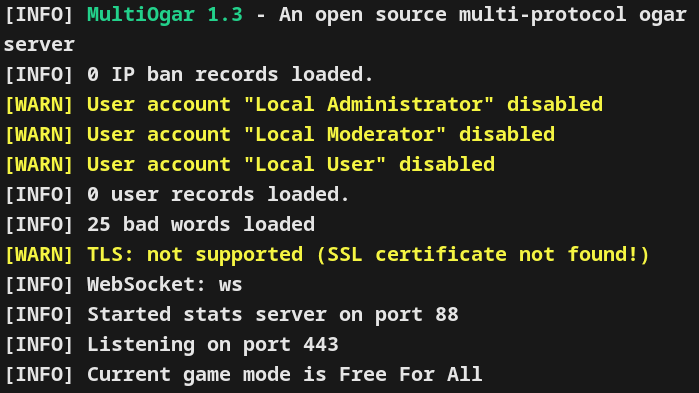 [INFO] MultiOgar 1.3 - An open source multi-protocol ogar
server
[INFO] 0 IP ban records loaded.
[WARN] User account "Local Administrator" disabled
[WARN] User account "Local Moderator" disabled
[WARN] User account "Local User" disabled
[INFO] 0 user records loaded.
[INFO] 25 bad words loaded
[WARN] TLS: not supported (SSL certificate not found!)
[INFO] WebSocket: ws
[INFO] Started stats server on port 88
[INFO] Listening on port 443
[INFO] Current game mode is Free For All